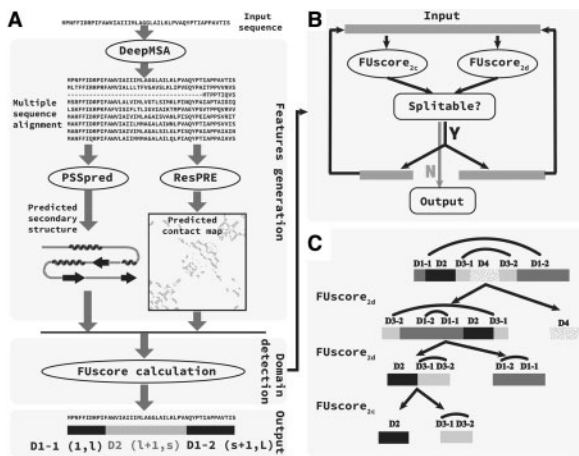 A
MPNFFIDRPIFAWVIAIIIMLAGGLAILKLPVAQYPTIAPPAVTIS
Input
sequence
DeepMSA
MPNFFIDRPIFAWVIAIIIMLAGGLAILKLPVAQYPTIAPPAVTIS
Multiple
sequence
alignment
PSSpred
ResPRE
Predicted
secondary
structure
Predicted
contact map
Features generation
FUscore calculation
Domain
detection
MPNFFIDRPIFAWVIAIIIMLAGGLAILKLPVAQYPTIAPPAVTIS
D1-1 (1,l) D2 (l+1,s) D1-2 (s+1,L)
Output
B
Input
FUscore2c
FUscore2d
Splitable?
Y
N
Output
C
D1-1 D2 D3-1 D4 D3-2 D1-2
FUscore2d
D3-2 D1-2 D1-1 D2 D3-1
D4
FUscore2d
D2 D3-1 D3-2
D1-2 D1-1
FUscore2c
D2
D3-1 D3-2